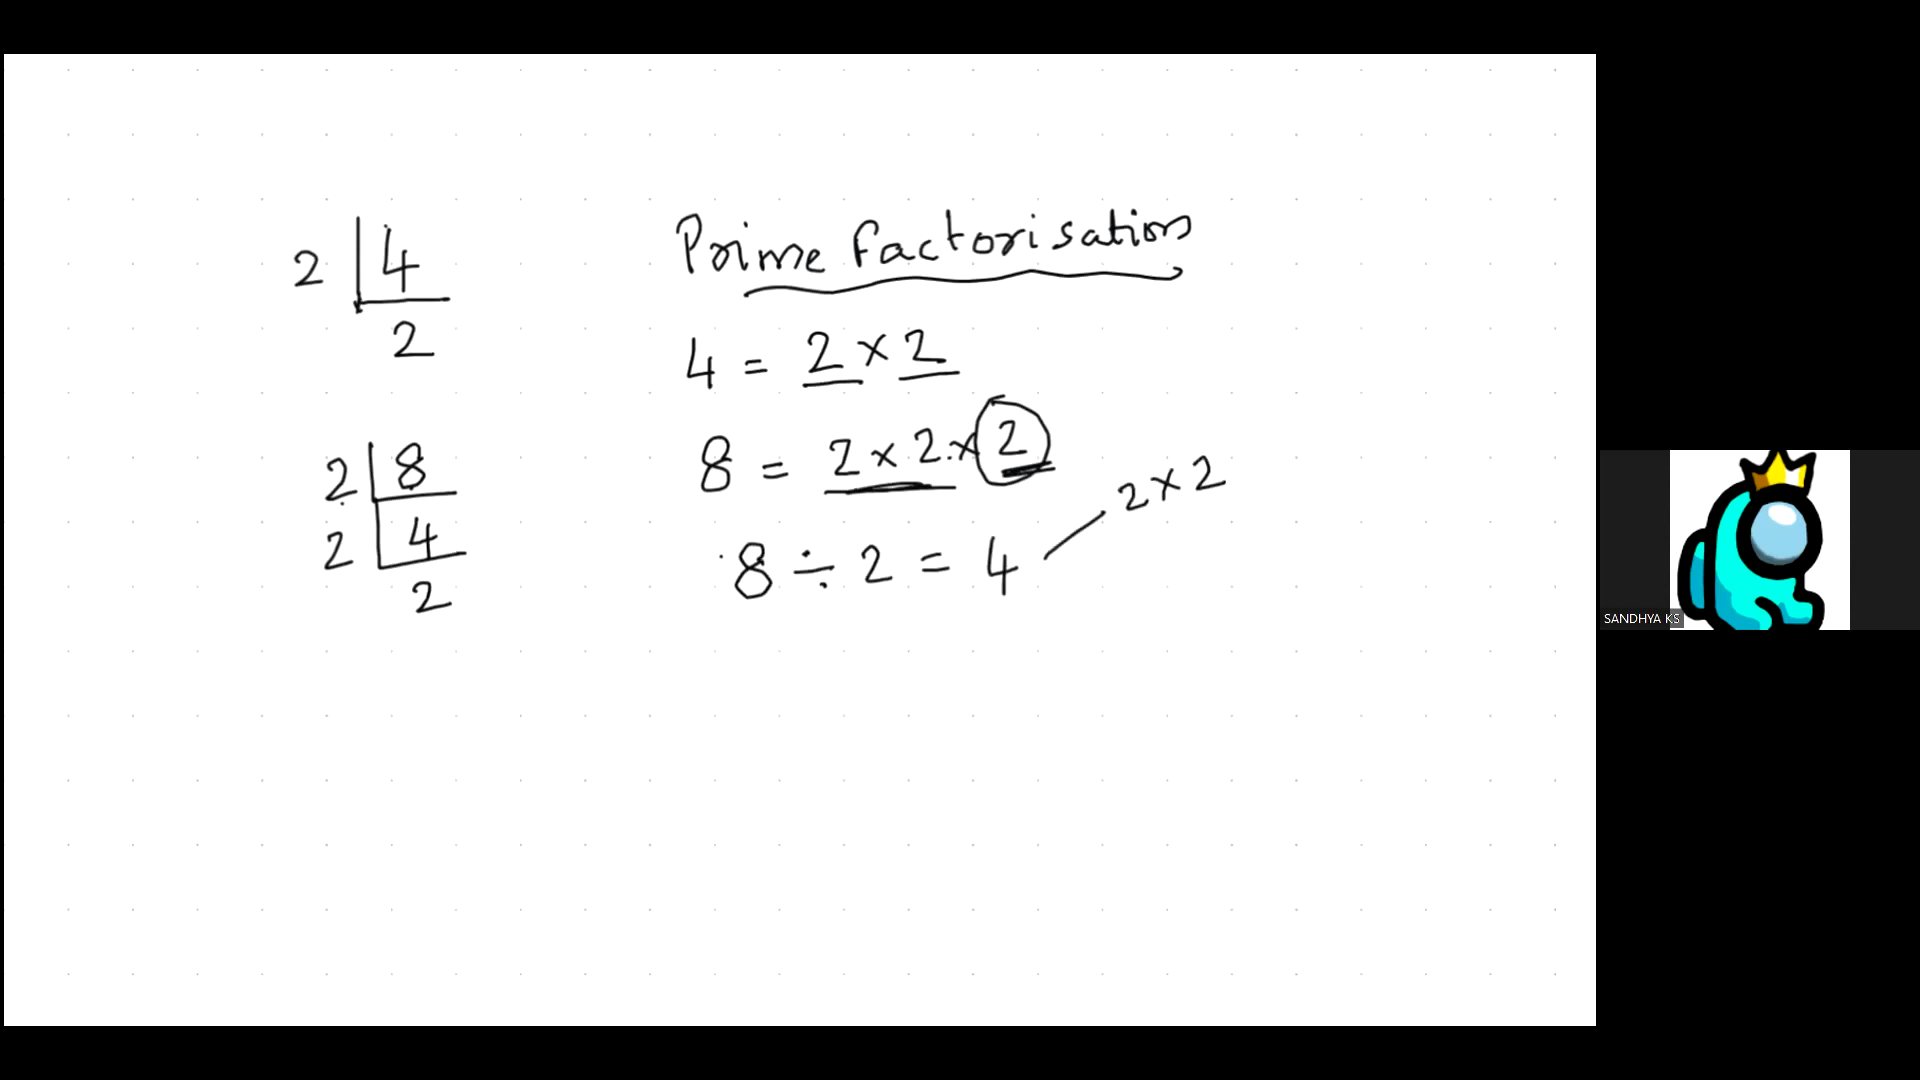 2 | 4
2
2 | 8
2 | 4
2
Prime factorisation
4 = 2 × 2
8 = 2 × 2 × 2
8 ÷ 2 = 4
2 × 2
SANDHYA KS